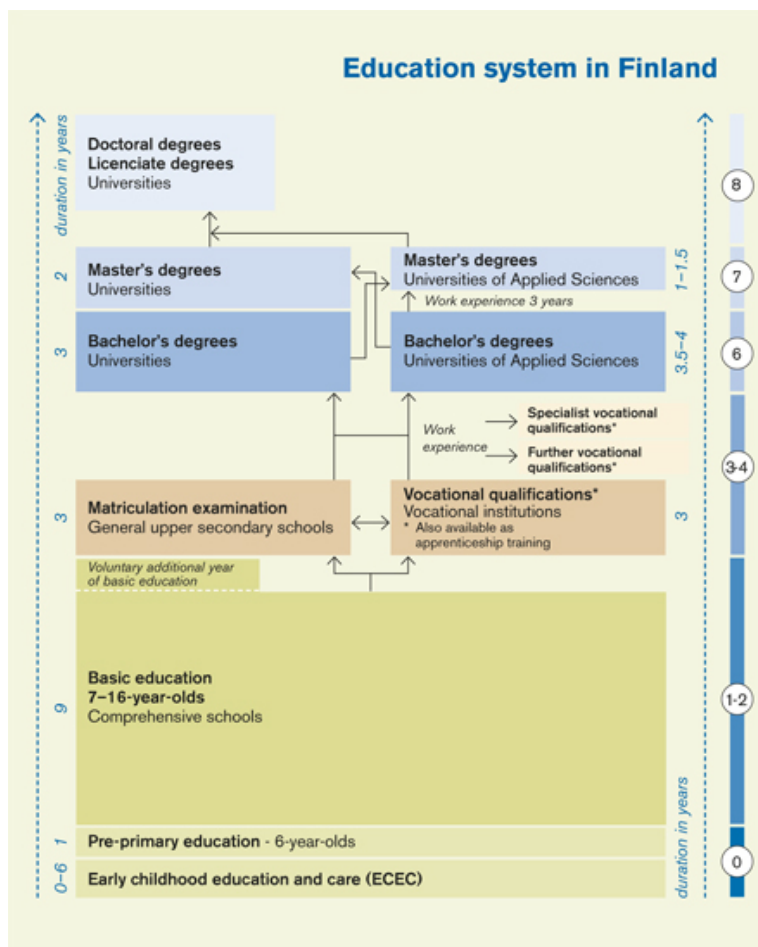 Education system in Finland
duration in years
Doctoral degrees
Licenciate degrees
Universities
8
2
Master's degrees
Universities
Master's degrees
Universities of Applied Sciences
1–1.5
7
Work experience 3 years
3
Bachelor's degrees
Universities
Bachelor's degrees
Universities of Applied Sciences
3.5–4
6
Work
experience
Specialist vocational
qualifications*
Further vocational
qualifications*
3-4
3
Matriculation examination
General upper secondary schools
Vocational qualifications*
Vocational institutions
* Also available as
apprenticeship training
3
Voluntary additional year
of basic education
9
Basic education
7–16-year-olds
Comprehensive schools
1-2
duration in years
1
Pre-primary education - 6-year-olds
0–6
Early childhood education and care (ECEC)
0